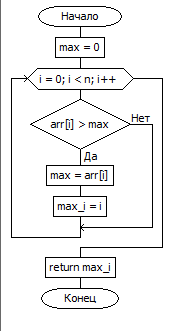 Начало
max = 0
i = 0; i < n; i++
arr[i] > max
Нет
Да
max = arr[i]
max_i = i
return max_i
Конец